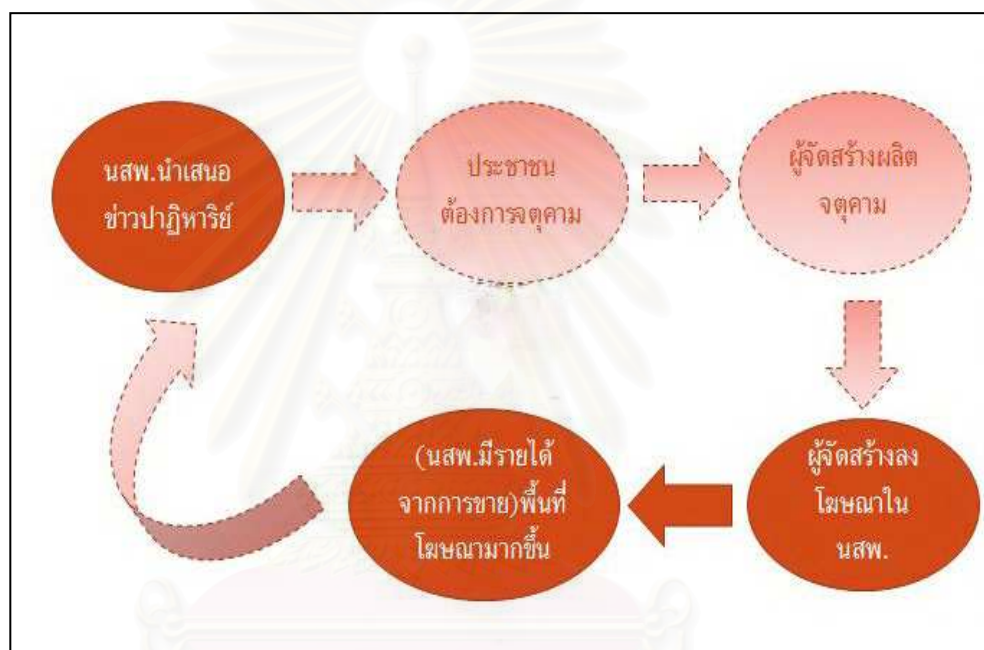 นสพ.นำเสนอ
ข่าวปาฏิหาริย์
ประชาชน
ต้องการจตุคาม
ผู้จัดสร้างผลิต
จตุคาม
ผู้จัดสร้างลง
โฆษณาใน
นสพ.
(นสพ.มีรายได้
จากการขาย)พื้นที่
โฆษณามากขึ้น